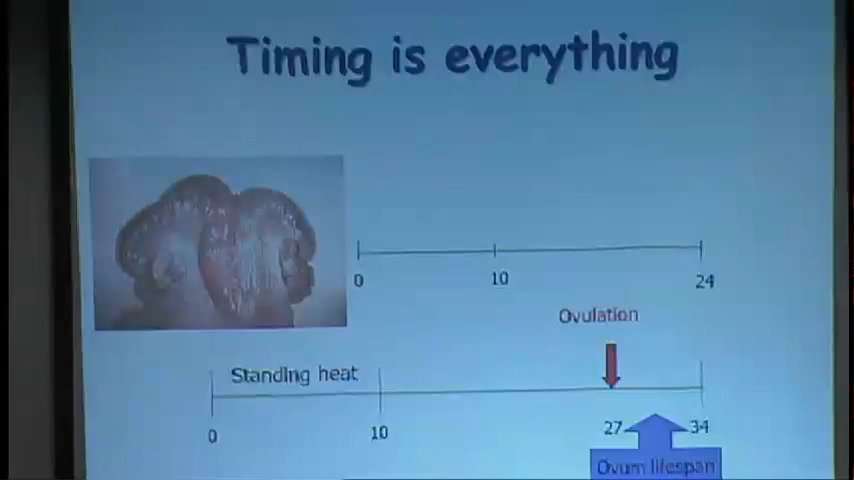 Timing is everything
0 10 24
Ovulation
Standing heat
0 10 27 34
Ovum lifespan